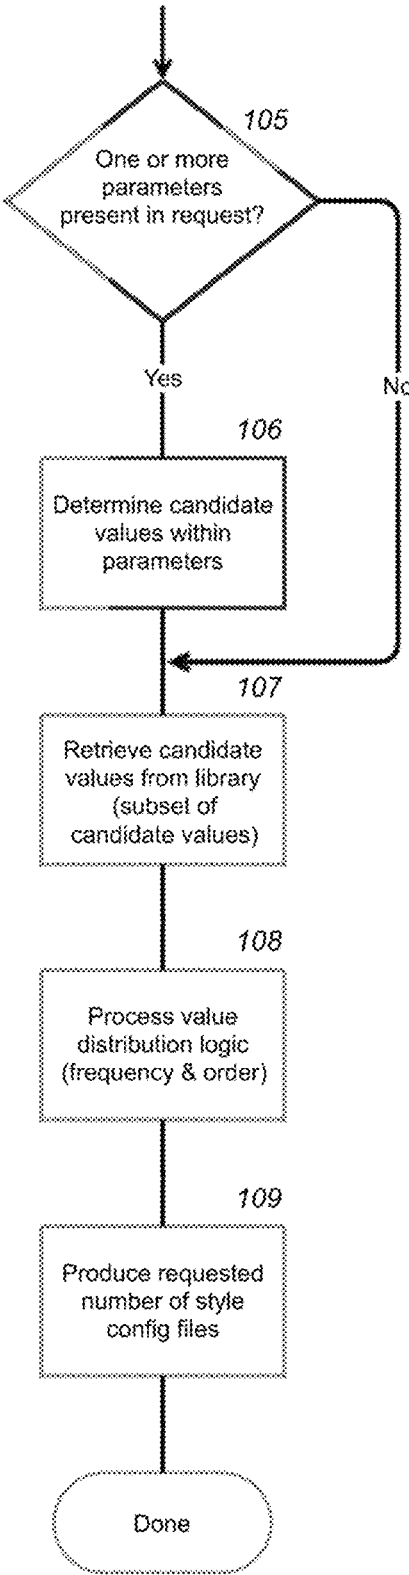 105
One or more
parameters
present in request?
Yes
No
106
Determine candidate
values within
parameters
107
Retrieve candidate
values from library
(subset of
candidate values)
108
Process value
distribution logic
(frequency & order)
109
Produce requested
number of style
config files
Done